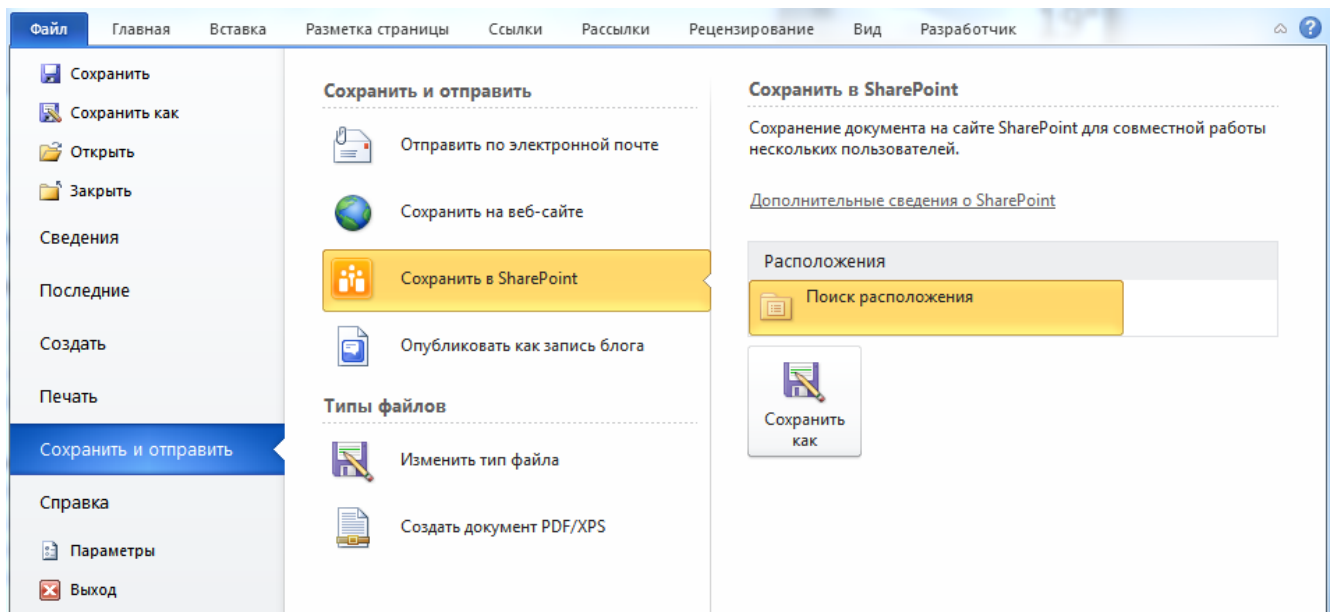 Файл Главная Вставка Разметка страницы Ссылки Рассылки Рецензирование Вид Разработчик
Сохранить
Сохранить как
Открыть
Закрыть
Сведения
Последние
Создать
Печать
Сохранить и отправить
Справка
Параметры
Выход
Сохранить и отправить
Отправить по электронной почте
Сохранить на веб-сайте
Сохранить в SharePoint
Опубликовать как запись блога
Типы файлов
Изменить тип файла
Создать документ PDF/XPS
Сохранить в SharePoint
Сохранение документа на сайте SharePoint для совместной работы
нескольких пользователей.
Дополнительные сведения о SharePoint
Расположения
Поиск расположения
Сохранить
как